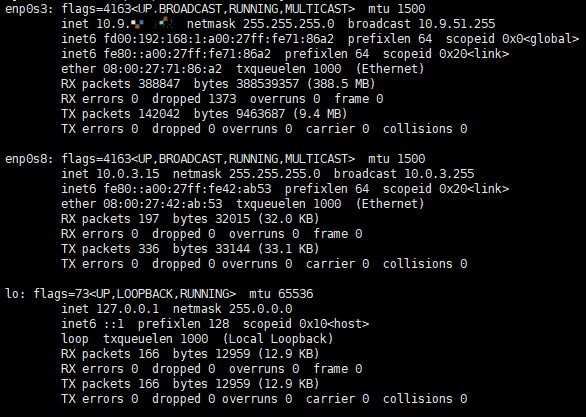 enp0s3: flags=4163<UP,BROADCAST,RUNNING,MULTICAST>  mtu 1500
        inet 10.9.  netmask 255.255.255.0  broadcast 10.9.51.255
        inet6 fd00:192:168:1:a00:27ff:fe71:86a2  prefixlen 64  scopeid 0x0<global>
        inet6 fe80::a00:27ff:fe71:86a2  prefixlen 64  scopeid 0x20<link>
        ether 08:00:27:71:86:a2  txqueuelen 1000  (Ethernet)
        RX packets 388847  bytes 388539357 (388.5 MB)
        RX errors 0  dropped 1373  overruns 0  frame 0
        TX packets 142042  bytes 9463687 (9.4 MB)
        TX errors 0  dropped 0 overruns 0  carrier 0  collisions 0
enp0s8: flags=4163<UP,BROADCAST,RUNNING,MULTICAST>  mtu 1500
        inet 10.0.3.15  netmask 255.255.255.0  broadcast 10.0.3.255
        inet6 fe80::a00:27ff:fe42:ab53  prefixlen 64  scopeid 0x20<link>
        ether 08:00:27:42:ab:53  txqueuelen 1000  (Ethernet)
        RX packets 197  bytes 32015 (32.0 KB)
        RX errors 0  dropped 0  overruns 0  frame 0
        TX packets 336  bytes 33144 (33.1 KB)
        TX errors 0  dropped 0 overruns 0  carrier 0  collisions 0
lo: flags=73<UP,LOOPBACK,RUNNING>  mtu 65536
        inet 127.0.0.1  netmask 255.0.0.0
        inet6 ::1  prefixlen 128  scopeid 0x10<host>
        loop  txqueuelen 1000  (Local Loopback)
        RX packets 166  bytes 12959 (12.9 KB)
        RX errors 0  dropped 0  overruns 0  frame 0
        TX packets 166  bytes 12959 (12.9 KB)
        TX errors 0  dropped 0 overruns 0  carrier 0  collisions 0